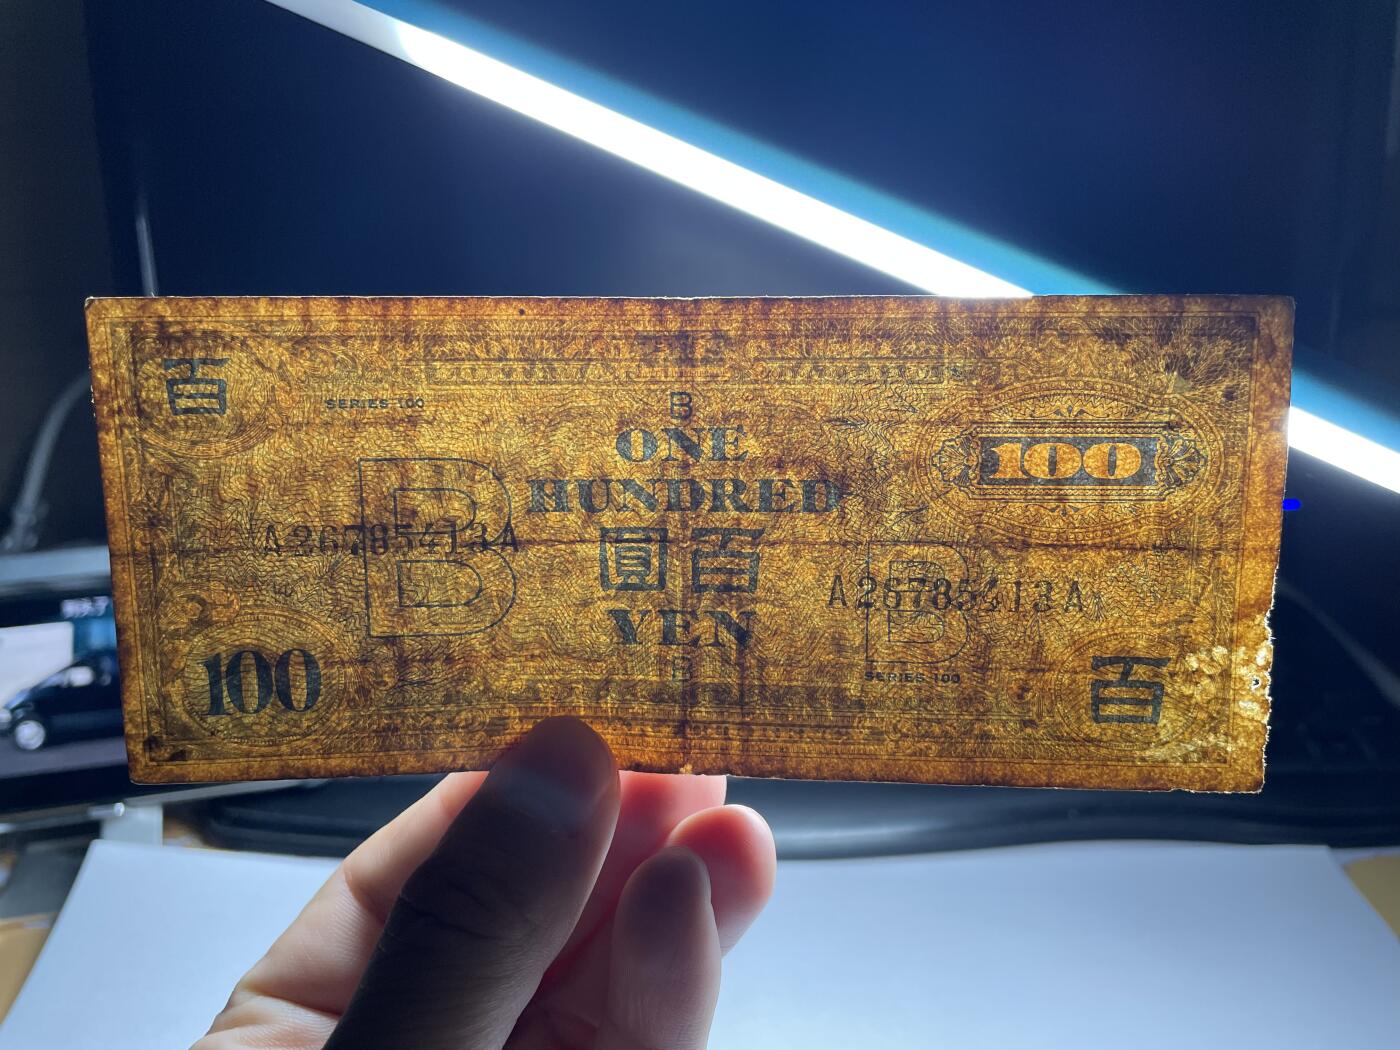 百
SERIES 100
B
ONE
HUNDRED
圓百
YEN
B
100
B
A26785413A
A26785413A
B
SERIES 100
100
百